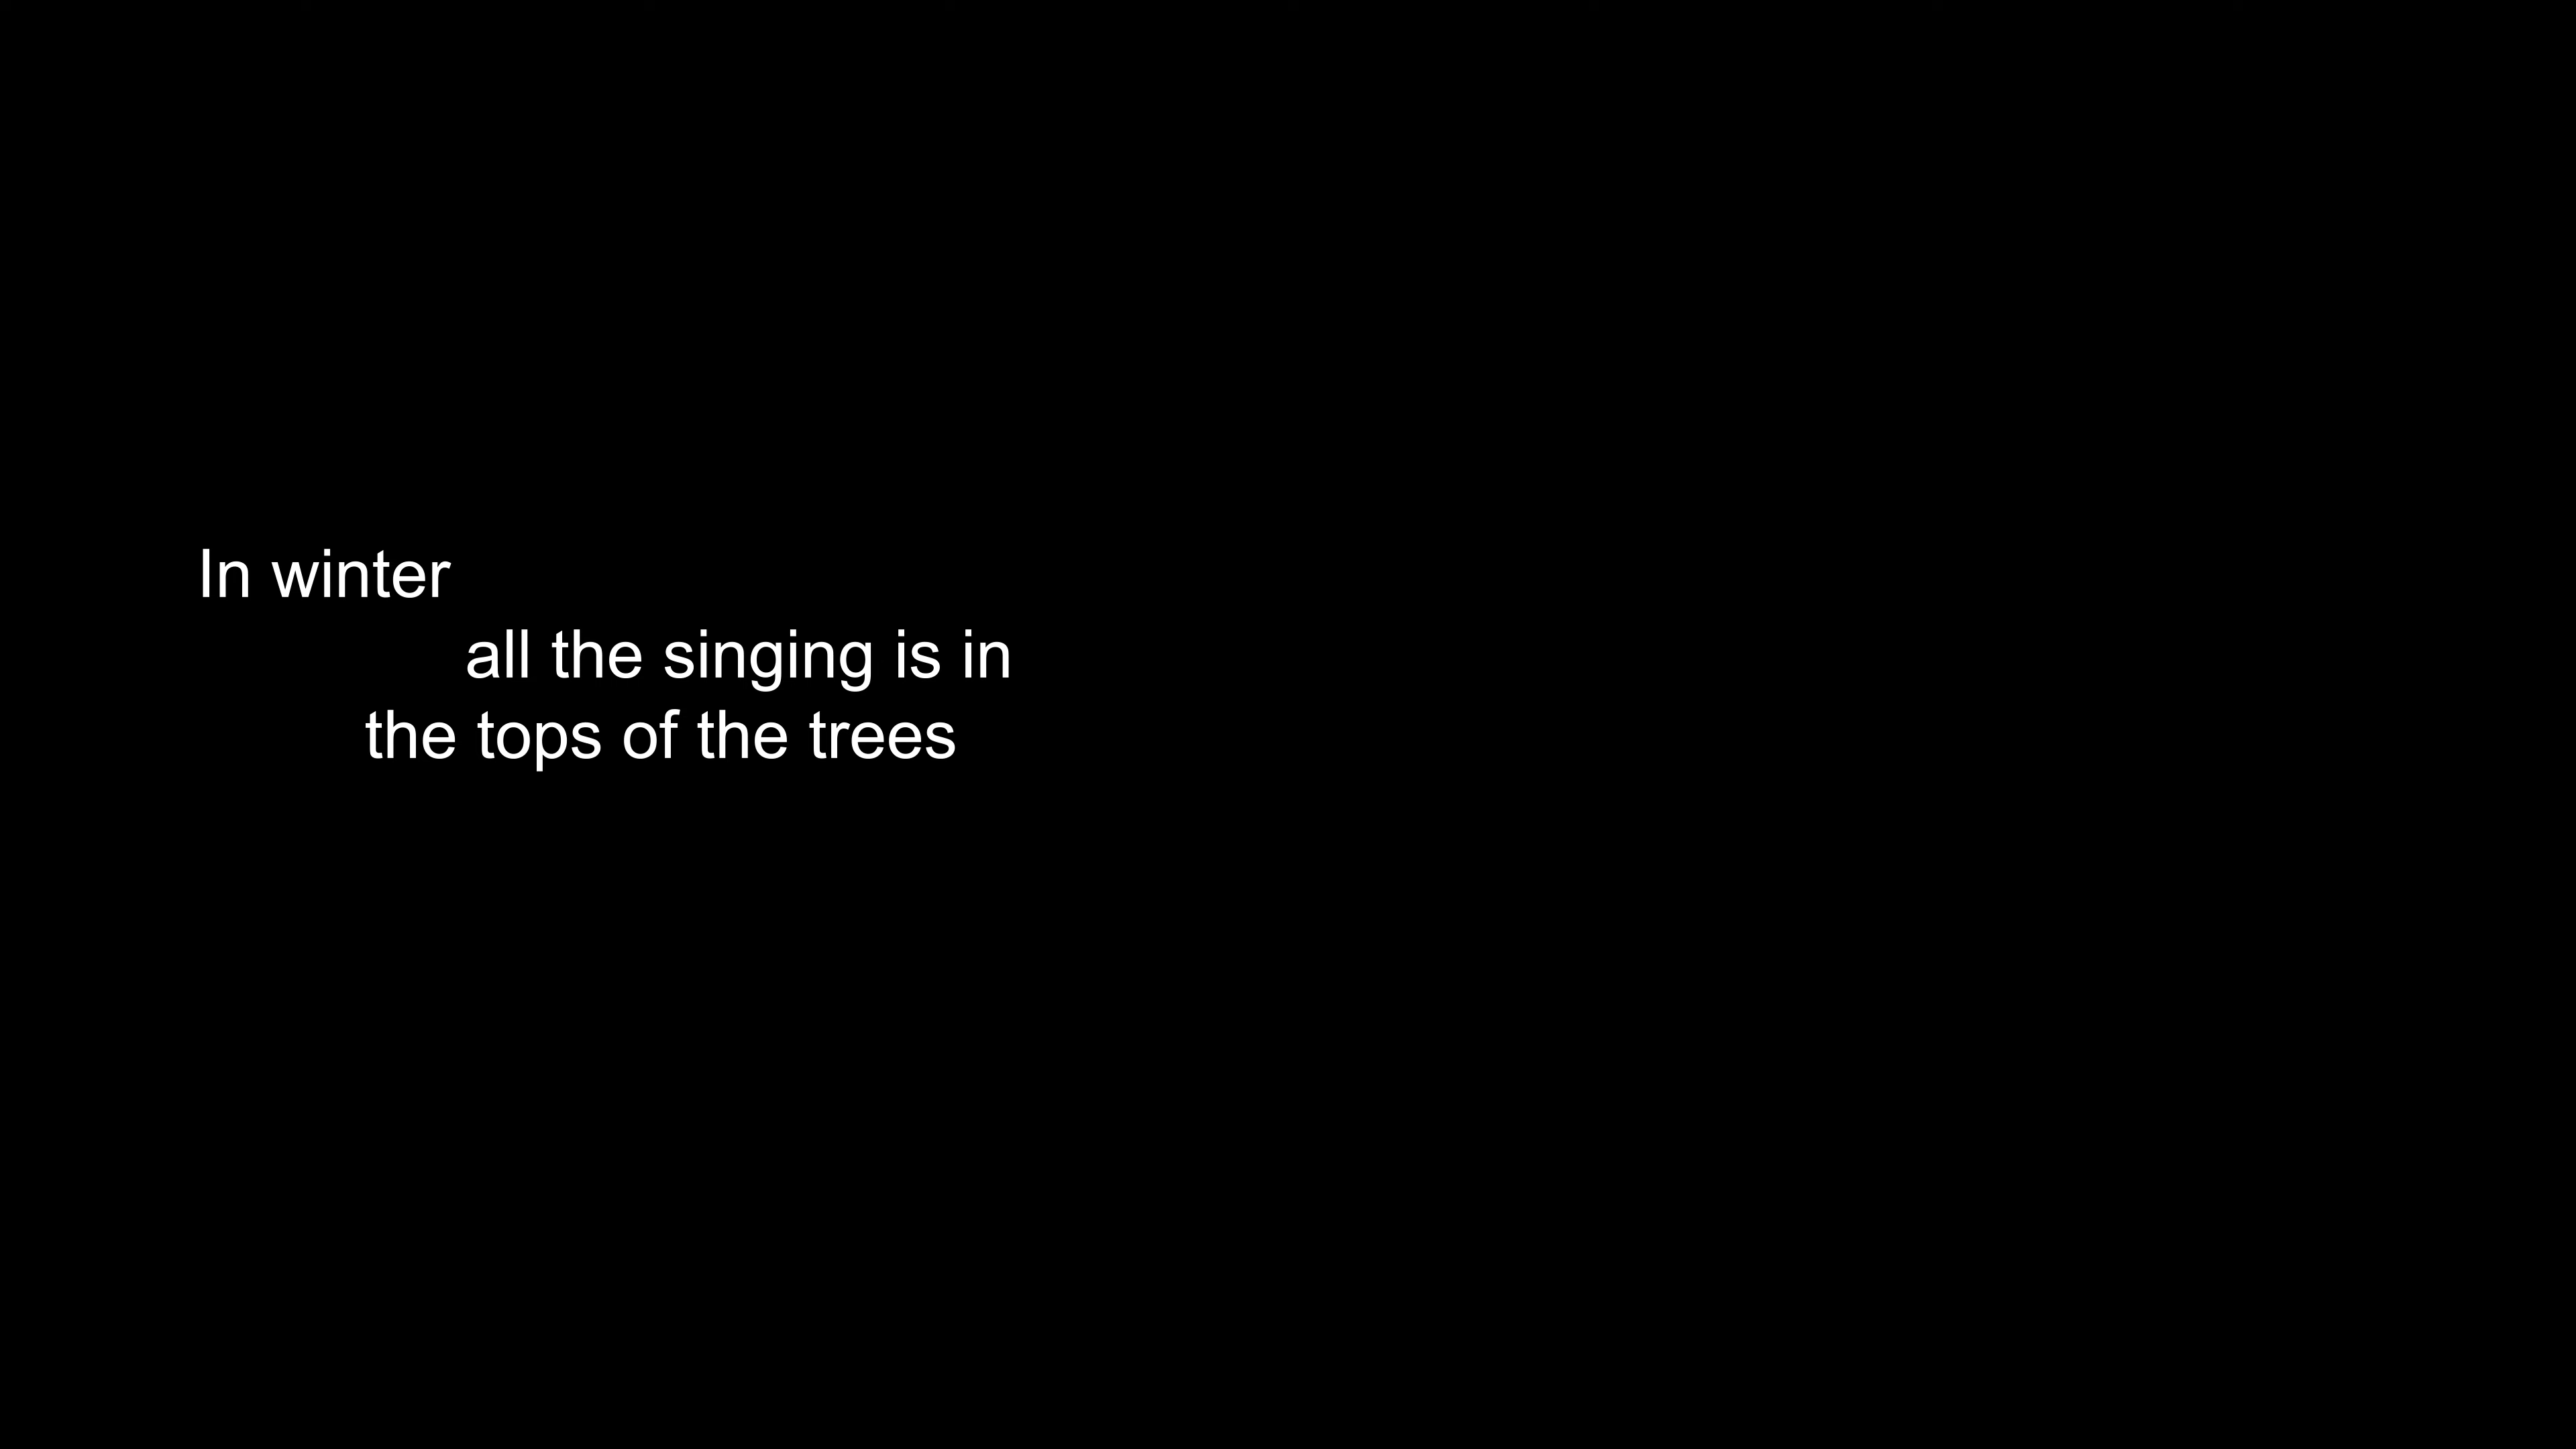 In winter
all the singing is in
the tops of the trees